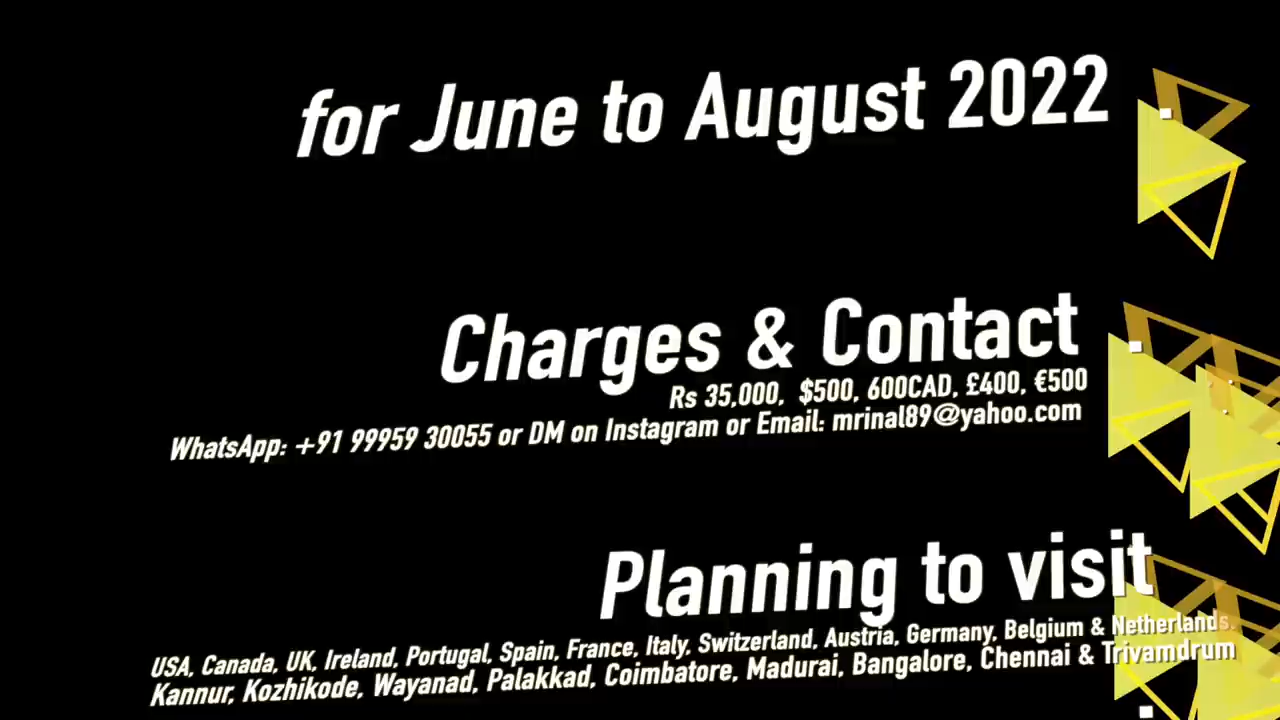 for June to August 2022
Charges & Contact
Rs 35,000, $500, 600CAD, £400, €500
WhatsApp: +91 99959 30055 or DM on Instagram or Email: mrinal89@yahoo.com
Planning to visit
USA, Canada, UK, Ireland, Portugal, Spain, France, Italy, Switzerland, Austria, Germany, Belgium & Netherlands.
Kannur, Kozhikode, Wayanad, Palakkad, Coimbatore, Madurai, Bangalore, Chennai & Trivamdrum